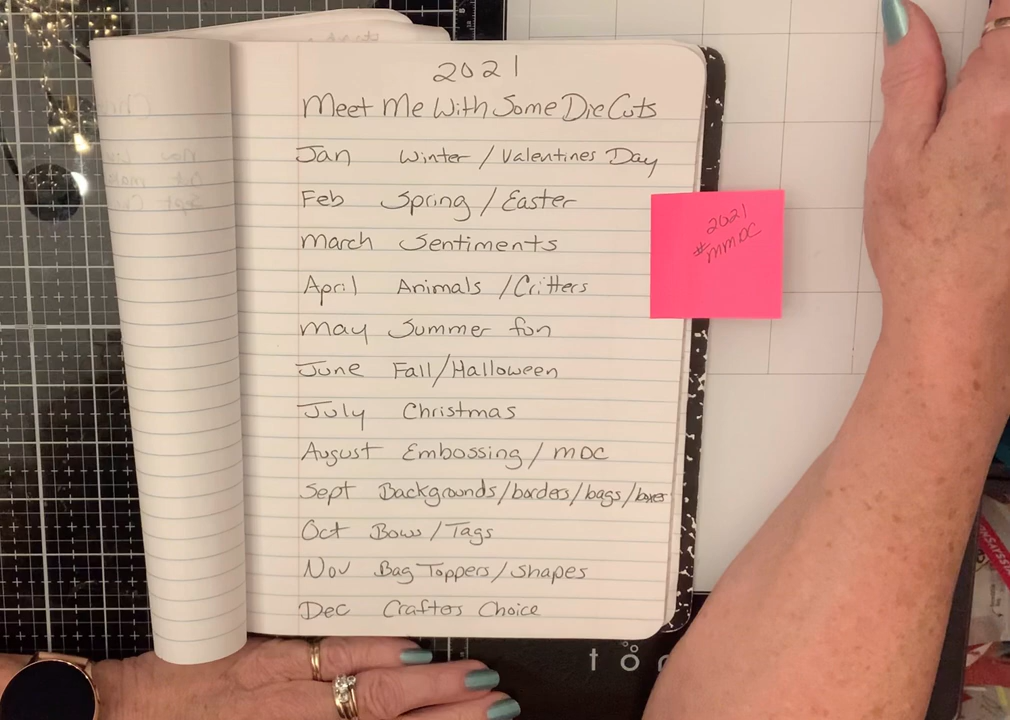 2021
Meet Me With Some Die Cuts
Jan Winter / Valentines Day
Feb Spring / Easter
March Sentiments
April Animals / Critters
May Summer fun
June Fall/Halloween
July Christmas
August Embossing / MDC
Sept Backgrounds/borders/bags/boxes
Oct Bows / Tags
Nov Bag Toppers / Shapes
Dec Crafters Choice
2021
#MMDC